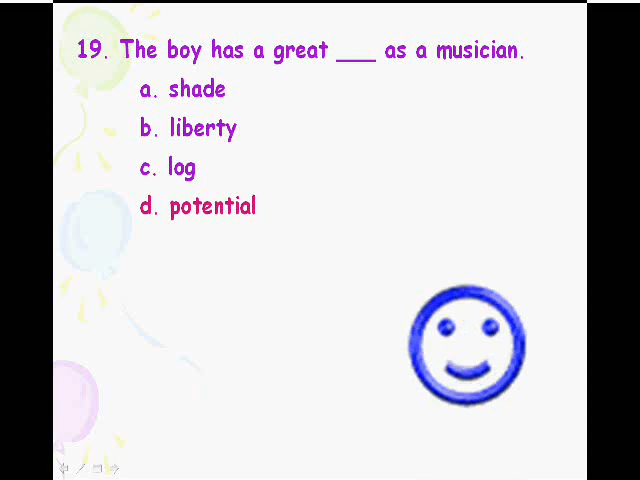 19. The boy has a great ___ as a musician.
a. shade
b. liberty
c. log
d. potential